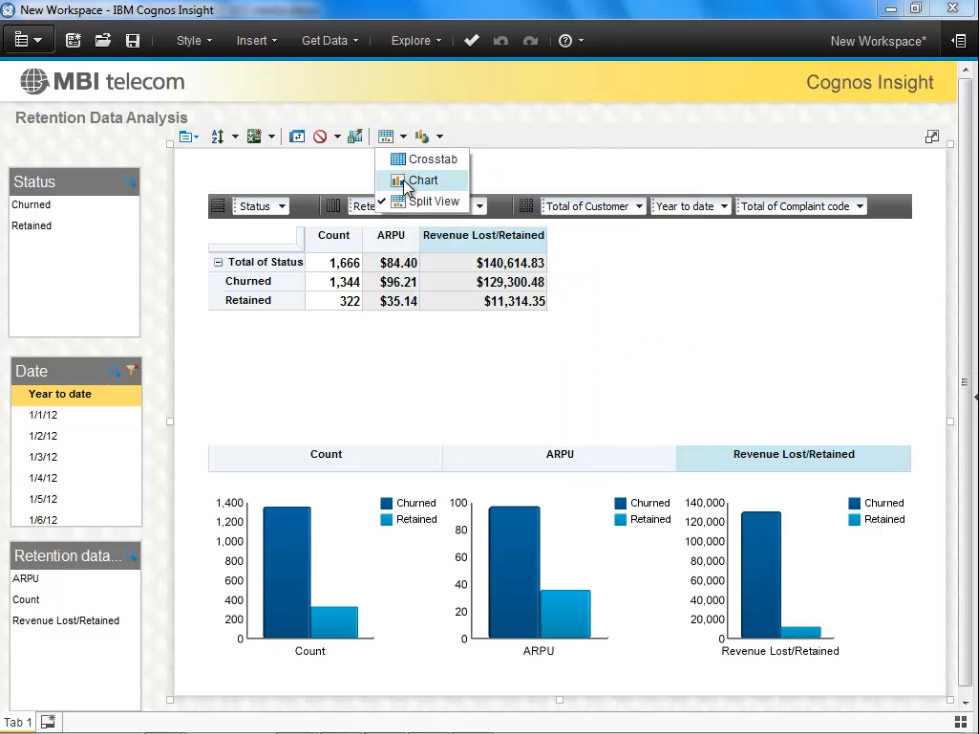 New Workspace - IBM Cognos Insight
Style Insert Get Data Explore New Workspace*
MBI telecom Cognos Insight
Retention Data Analysis
Crosstab
Chart
Split View
Status
Churned
Retained
Status Rete Total of Customer Year to date Total of Complaint code
Count ARPU Revenue Lost/Retained
Total of Status 1,666 $84.40 $140,614.83
Churned 1,344 $96.21 $129,300.48
Retained 322 $35.14 $11,314.35
Date
Year to date
1/1/12
1/2/12
1/3/12
1/4/12
1/5/12
1/6/12
Retention data...
ARPU
Count
Revenue Lost/Retained
Count ARPU Revenue Lost/Retained
1,400
1,200
1,000
800
600
400
200
0
Churned
Retained
Count
100
80
60
40
20
0
Churned
Retained
ARPU
140,000
120,000
100,000
80,000
60,000
40,000
20,000
0
Churned
Retained
Revenue Lost/Retained
Tab 1